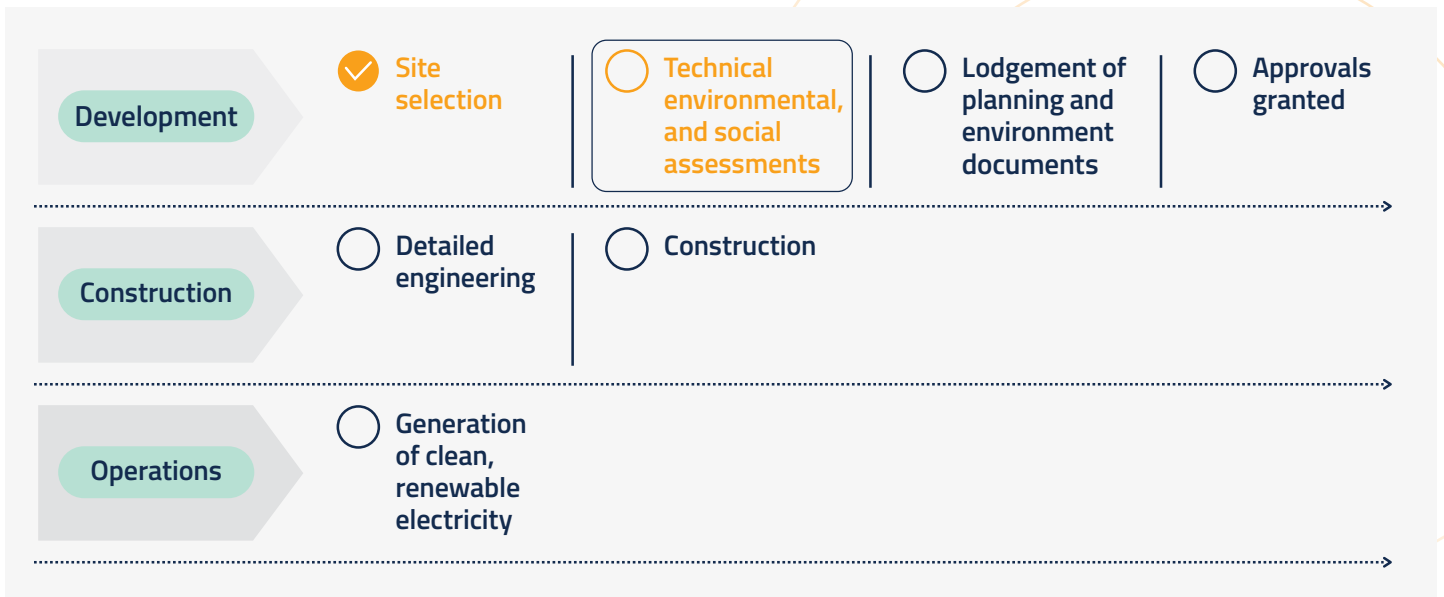 Development
Site
selection
Technical
environmental,
and social
assessments
Lodgement of
planning and
environment
documents
Approvals
granted
Construction
Detailed
engineering
Construction
Operations
Generation
of clean,
renewable
electricity